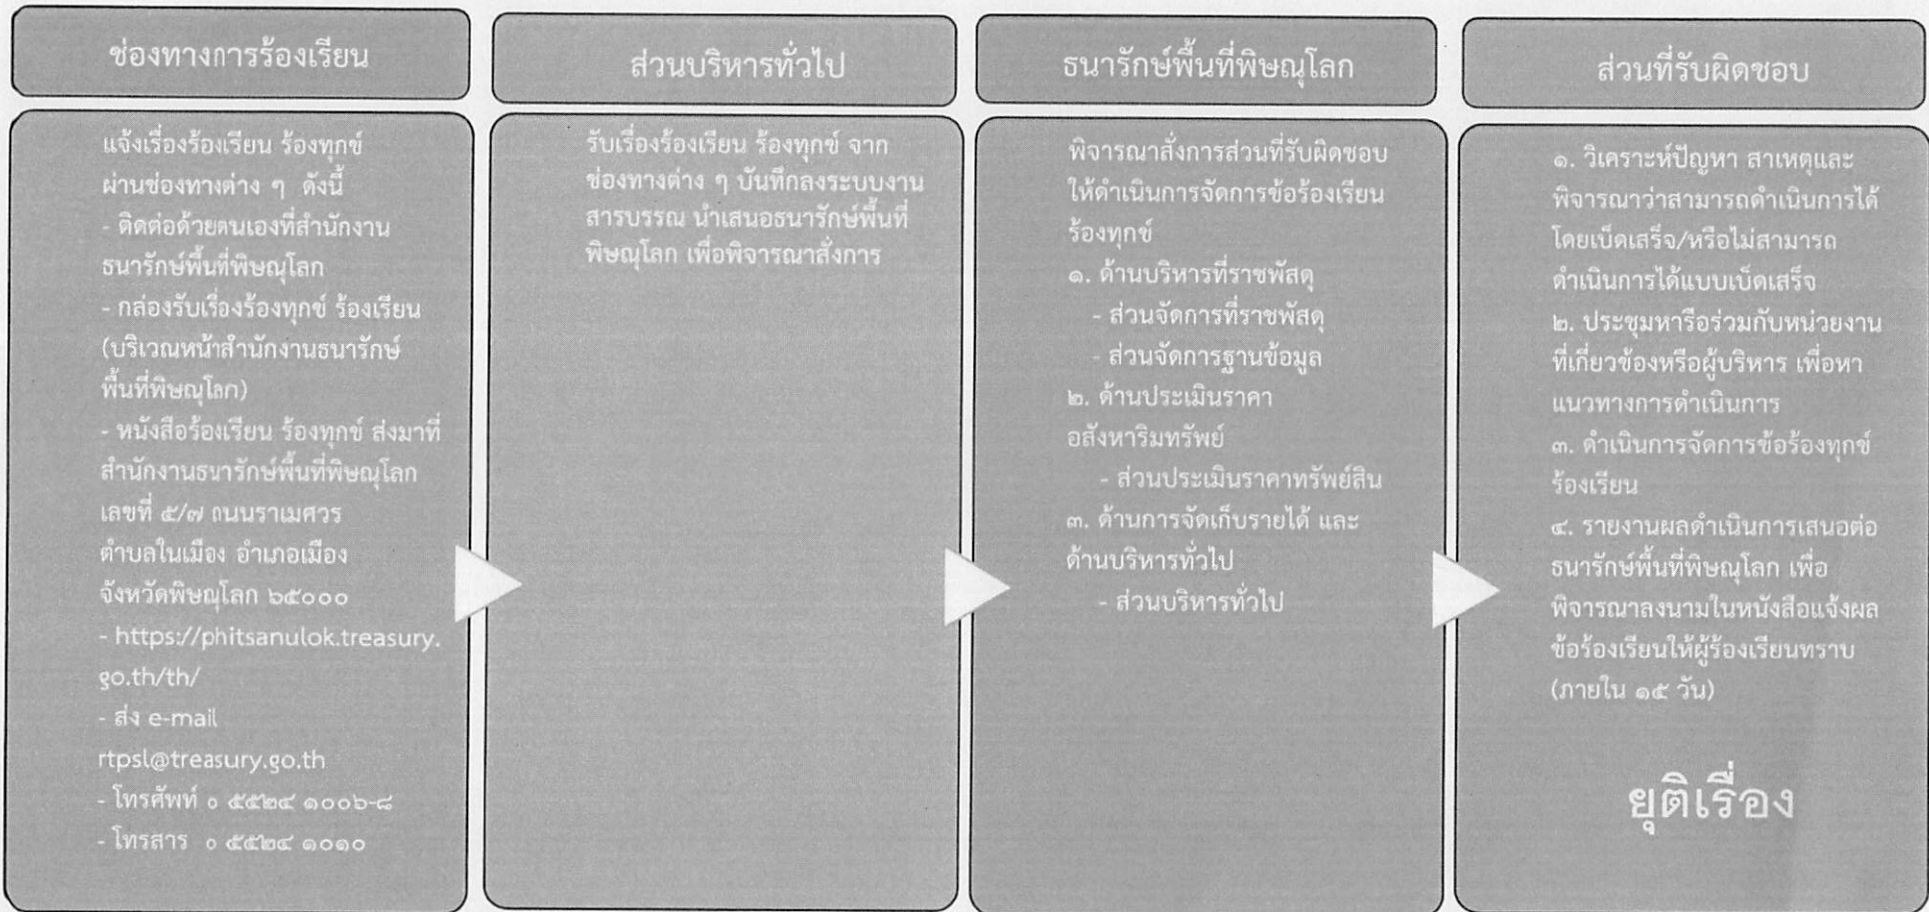 ช่องทางการร้องเรียน
แจ้งเรื่องร้องเรียน ร้องทุกข์
ผ่านช่องทางต่าง ๆ ดังนี้
- ติดต่อด้วยตนเองที่สำนักงาน
ธนารักษ์พื้นที่พิษณุโลก
- กล่องรับเรื่องร้องทุกข์ ร้องเรียน
(บริเวณหน้าสำนักงานธนารักษ์
พื้นที่พิษณุโลก)
- หนังสือร้องเรียน ร้องทุกข์ ส่งมาที่
สำนักงานธนารักษ์พื้นที่พิษณุโลก
เลขที่ ๕/๗ ถนนราเมศวร
ตำบลในเมือง อำเภอเมือง
จังหวัดพิษณุโลก ๖๕๐๐๐
- https://phitsanulok.treasury.
go.th/th/
- ส่ง e-mail
rtpsl@treasury.go.th
- โทรศัพท์ ๐ ๕๕๒๔ ๑๐๐๖-๘
- โทรสาร ๐ ๕๕๒๔ ๑๐๑๐
ส่วนบริหารทั่วไป
รับเรื่องร้องเรียน ร้องทุกข์ จาก
ช่องทางต่าง ๆ บันทึกลงระบบงาน
สารบรรณ นำเสนอธนารักษ์พื้นที่
พิษณุโลก เพื่อพิจารณาสั่งการ
ธนารักษ์พื้นที่พิษณุโลก
พิจารณาสั่งการส่วนที่รับผิดชอบ
ให้ดำเนินการจัดการข้อร้องเรียน
ร้องทุกข์
๑. ด้านบริหารที่ราชพัสดุ
- ส่วนจัดการที่ราชพัสดุ
- ส่วนจัดการฐานข้อมูล
๒. ด้านประเมินราคา
อสังหาริมทรัพย์
- ส่วนประเมินราคาทรัพย์สิน
๓. ด้านการจัดเก็บรายได้ และ
ด้านบริหารทั่วไป
- ส่วนบริหารทั่วไป
ส่วนที่รับผิดชอบ
๑. วิเคราะห์ปัญหา สาเหตุและ
พิจารณาว่าสามารถดำเนินการได้
โดยเบ็ดเสร็จ/หรือไม่สามารถ
ดำเนินการได้แบบเบ็ดเสร็จ
๒. ประชุมหารือร่วมกับหน่วยงาน
ที่เกี่ยวข้องหรือผู้บริหาร เพื่อหา
แนวทางการดำเนินการ
๓. ดำเนินการจัดการข้อร้องทุกข์
ร้องเรียน
๔. รายงานผลดำเนินการเสนอต่อ
ธนารักษ์พื้นที่พิษณุโลก เพื่อ
พิจารณาลงนามในหนังสือแจ้งผล
ข้อร้องเรียนให้ผู้ร้องเรียนทราบ
(ภายใน ๑๕ วัน)
ยุติเรื่อง